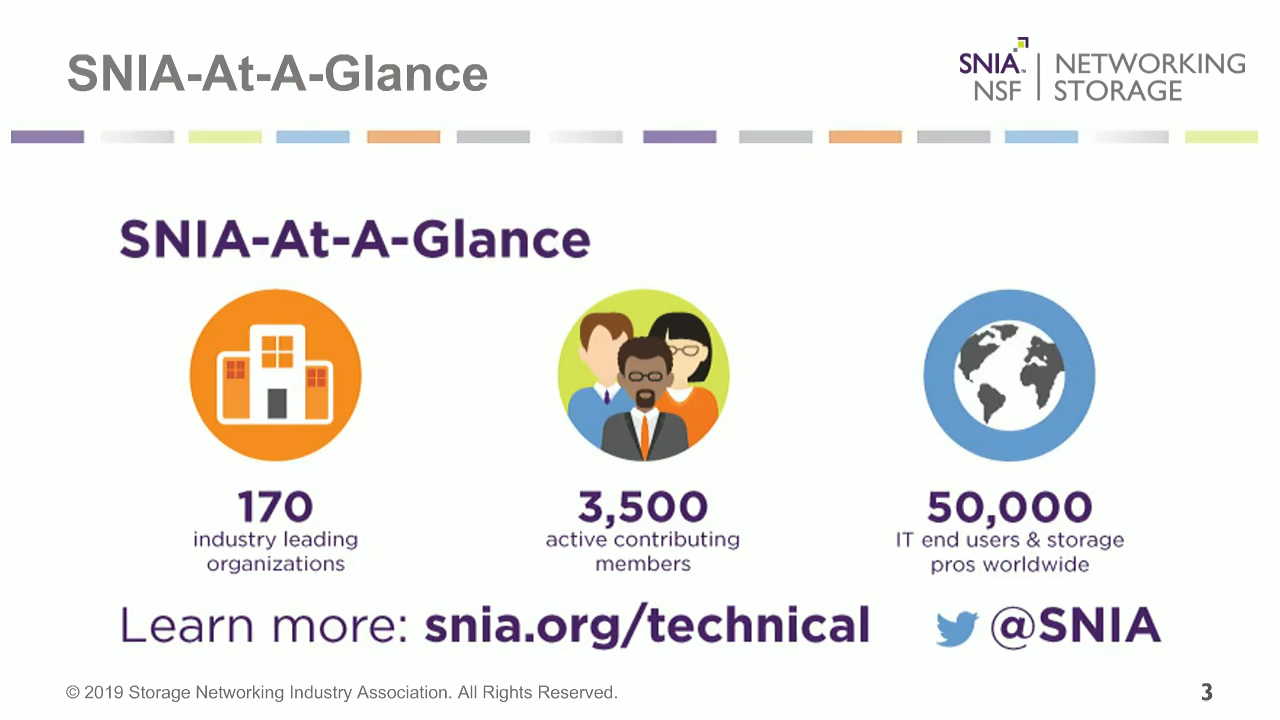 SNIA-At-A-Glance
SNIA™ NSF | NETWORKING STORAGE
SNIA-At-A-Glance
170
industry leading
organizations
3,500
active contributing
members
50,000
IT end users & storage
pros worldwide
Learn more: snia.org/technical
@SNIA
© 2019 Storage Networking Industry Association. All Rights Reserved.
3